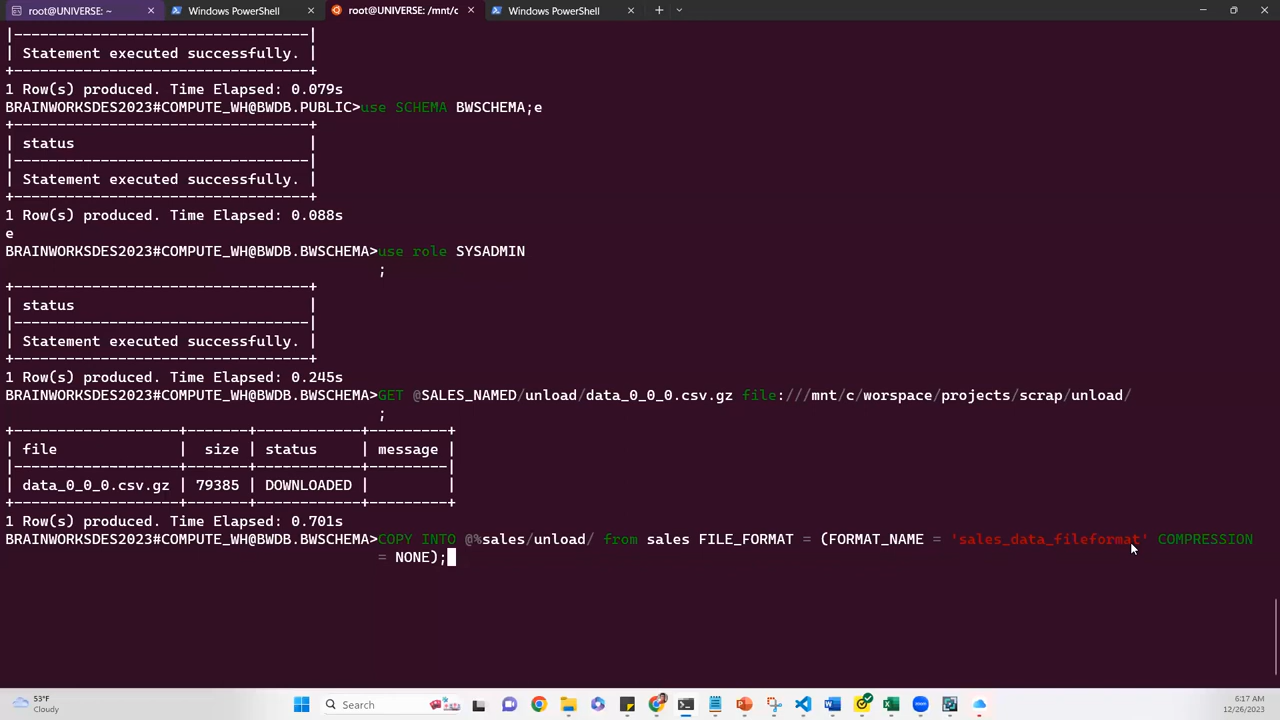 root@UNIVERSE: ~
Windows PowerShell
root@UNIVERSE: /mnt/c
Windows PowerShell
|----------------------------------|
| Statement executed successfully. |
+----------------------------------+
1 Row(s) produced. Time Elapsed: 0.079s
BRAINWORKSDES2023#COMPUTE_WH@BWDB.PUBLIC>use SCHEMA BWSCHEMA;e
+----------------------------------+
| status                           |
|----------------------------------|
| Statement executed successfully. |
+----------------------------------+
1 Row(s) produced. Time Elapsed: 0.088s
e
BRAINWORKSDES2023#COMPUTE_WH@BWDB.BWSCHEMA>use role SYSADMIN
;
+----------------------------------+
| status                           |
|----------------------------------|
| Statement executed successfully. |
+----------------------------------+
1 Row(s) produced. Time Elapsed: 0.245s
BRAINWORKSDES2023#COMPUTE_WH@BWDB.BWSCHEMA>GET @SALES_NAMED/unload/data_0_0_0.csv.gz file:///mnt/c/worspace/projects/scrap/unload/
;
+-------------------+-------+------------+---------+
| file              |  size | status     | message |
|-------------------+-------+------------+---------|
| data_0_0_0.csv.gz | 79385 | DOWNLOADED |         |
+-------------------+-------+------------+---------+
1 Row(s) produced. Time Elapsed: 0.701s
BRAINWORKSDES2023#COMPUTE_WH@BWDB.BWSCHEMA>COPY INTO @%sales/unload/ from sales FILE_FORMAT = (FORMAT_NAME = 'sales_data_fileformat' COMPRESSION
= NONE);
53°F
Cloudy
Search
6:17 AM
12/26/2023